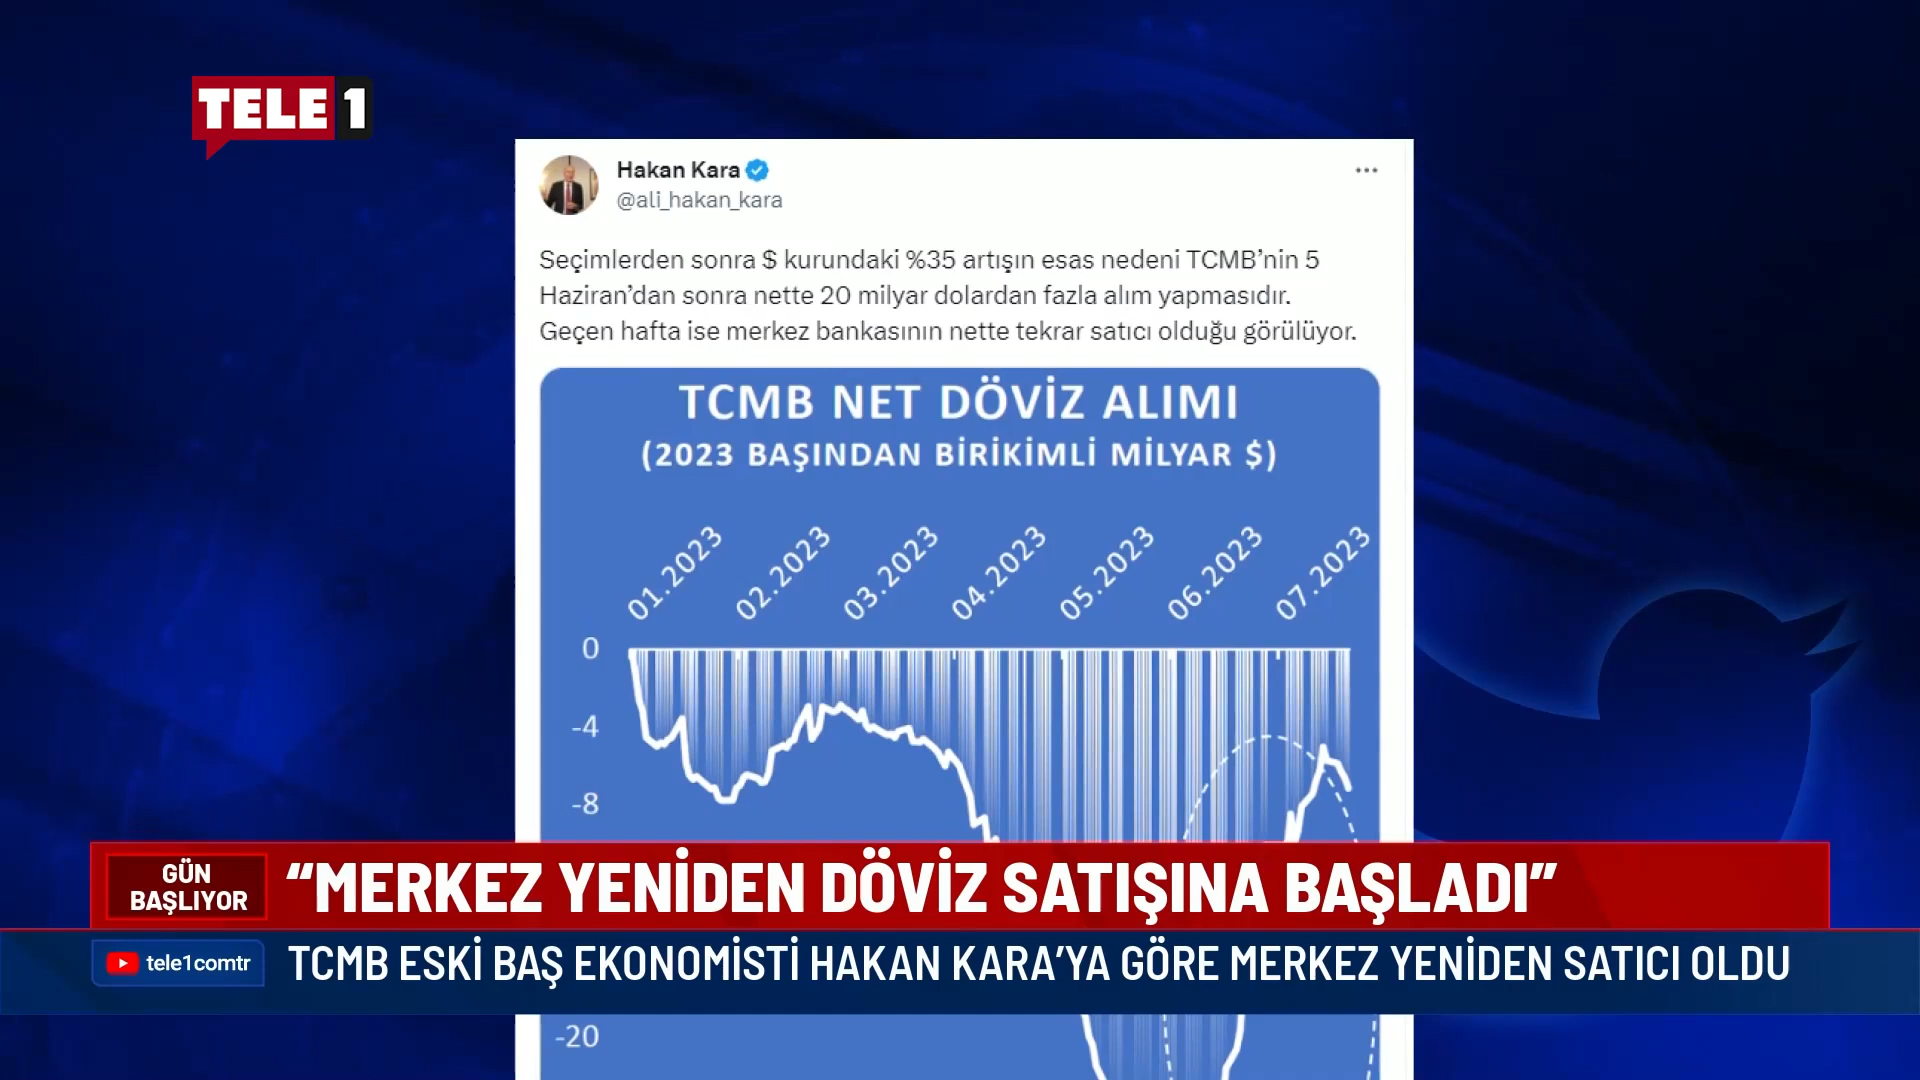 TELE 1
Hakan Kara
@ali_hakan_kara
Seçimlerden sonra $ kurundaki %35 artışın esas nedeni TCMB’nin 5
Haziran’dan sonra nette 20 milyar dolardan fazla alım yapmasıdır.
Geçen hafta ise merkez bankasının nette tekrar satıcı olduğu görülüyor.
TCMB NET DÖVİZ ALIMI
(2023 BAŞINDAN BİRİKİMLİ MİLYAR $)
01.2023 02.2023 03.2023 04.2023 05.2023 06.2023 07.2023
0
-4
-8
GÜN
BAŞLIYOR
“MERKEZ YENİDEN DÖVİZ SATIŞINA BAŞLADI”
tele1comtr
TCMB ESKİ BAŞ EKONOMİSTİ HAKAN KARA’YA GÖRE MERKEZ YENİDEN SATICI OLDU
-20